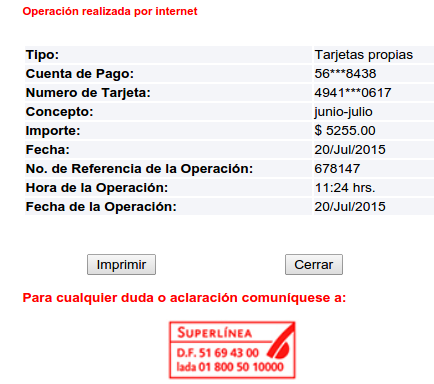 Operación realizada por internet
Tipo: Tarjetas propias
Cuenta de Pago: 56***8438
Numero de Tarjeta: 4941***0617
Concepto: junio-julio
Importe: $ 5255.00
Fecha: 20/Jul/2015
No. de Referencia de la Operación: 678147
Hora de la Operación: 11:24 hrs.
Fecha de la Operación: 20/Jul/2015
Imprimir Cerrar
Para cualquier duda o aclaración comuníquese a:
SUPERLÍNEA
D.F. 51 69 43 00
lada 01 800 50 10000